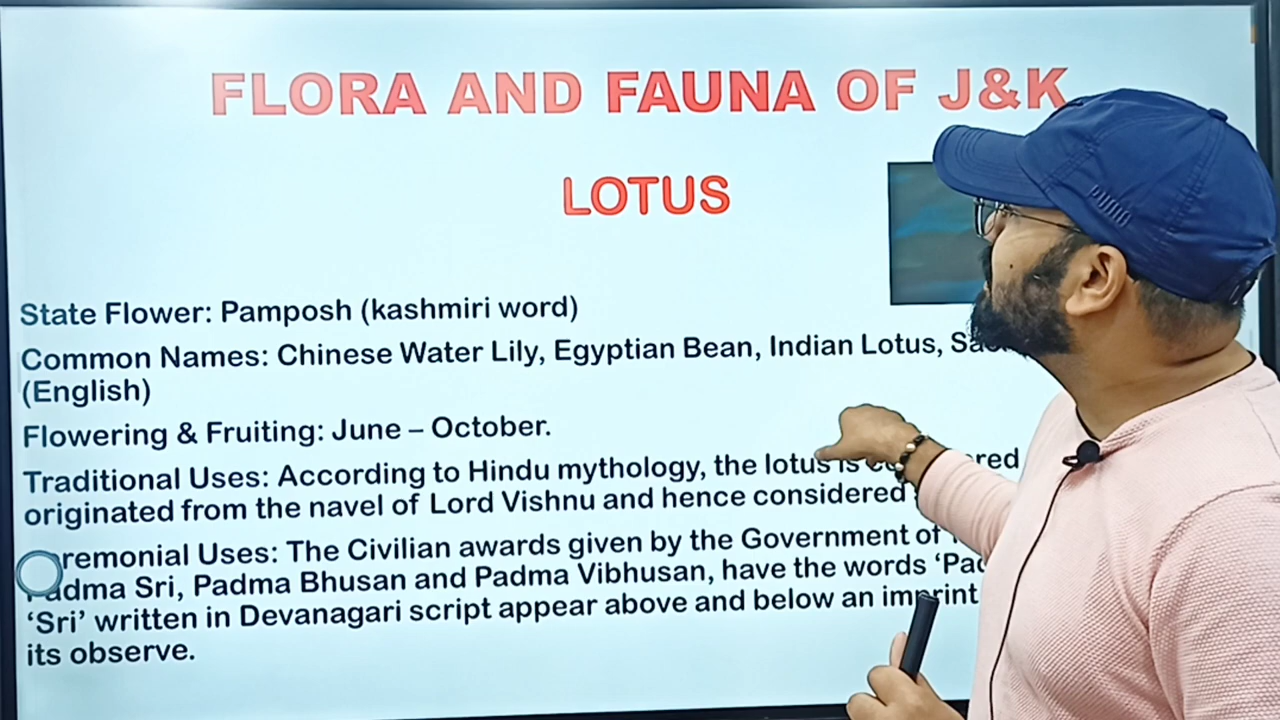 FLORA AND FAUNA OF J&K
LOTUS
State Flower: Pamposh (kashmiri word)
Common Names: Chinese Water Lily, Egyptian Bean, Indian Lotus,
(English)
Flowering & Fruiting: June – October.
Traditional Uses: According to Hindu mythology, the lotus is
originated from the navel of Lord Vishnu and hence considered
Uses: The Civilian awards given by the Government of
Sri, Padma Bhusan and Padma Vibhusan, have the words
‘Sri’ written in Devanagari script appear above and below an imprint
its observe.
PUMA